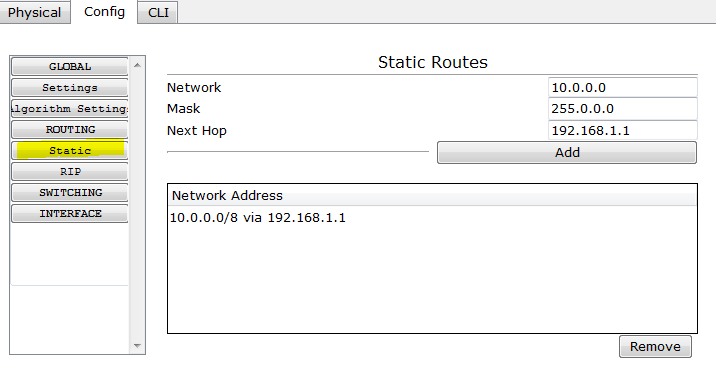 Physical Config CLI
GLOBAL
Settings
Algorithm Settings
ROUTING
Static
RIP
SWITCHING
INTERFACE
Static Routes
Network 10.0.0.0
Mask 255.0.0.0
Next Hop 192.168.1.1
Add
Network Address
10.0.0.0/8 via 192.168.1.1
Remove